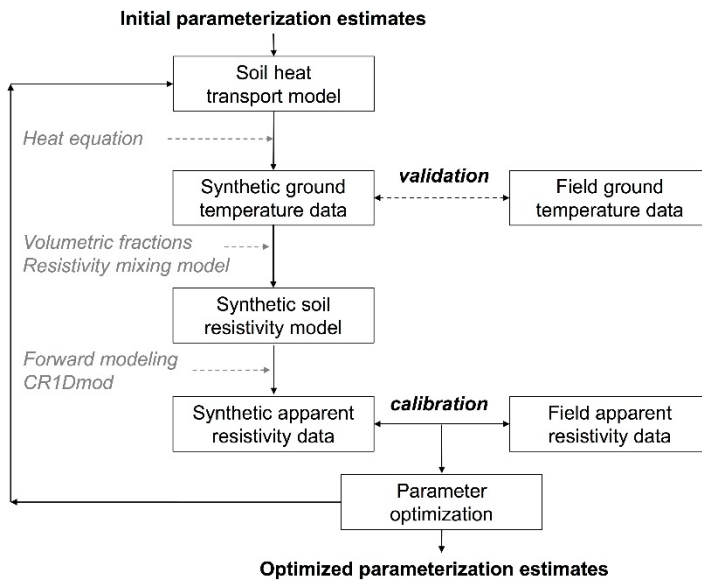 Initial parameterization estimates
Soil heat
transport model
Heat equation
Synthetic ground
temperature data
validation
Field ground
temperature data
Volumetric fractions
Resistivity mixing model
Synthetic soil
resistivity model
Forward modeling
CR1Dmod
Synthetic apparent
resistivity data
calibration
Field apparent
resistivity data
Parameter
optimization
Optimized parameterization estimates